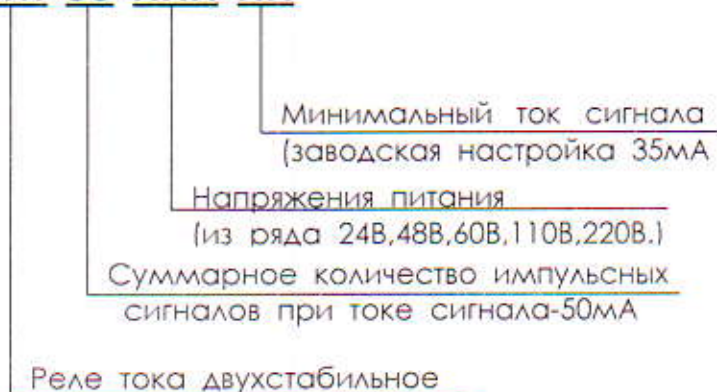 Минимальный ток сигнала
(заводская настройка 35мА
Напряжения питания
(из ряда 24В,48В,60В,110В,220В.)
Суммарное количество импульсных
сигналов при токе сигнала-50мА
Реле тока двухстабильное